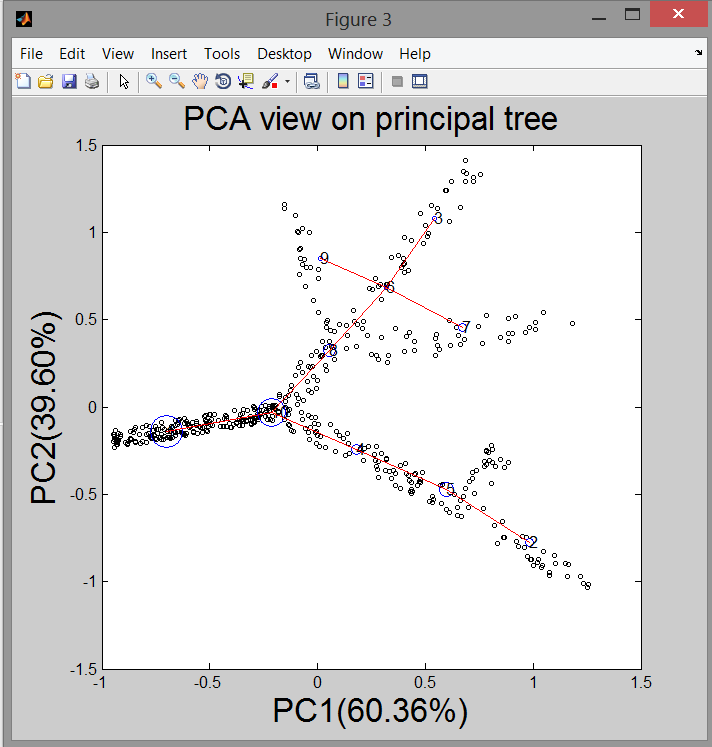 Figure 3
File Edit View Insert Tools Desktop Window Help
PCA view on principal tree
1.5
1
0.5
0
-0.5
-1
-1.5
-1 -0.5 0 0.5 1 1.5
PC1(60.36%)
PC2(39.60%)
3
9
6
7
4
2